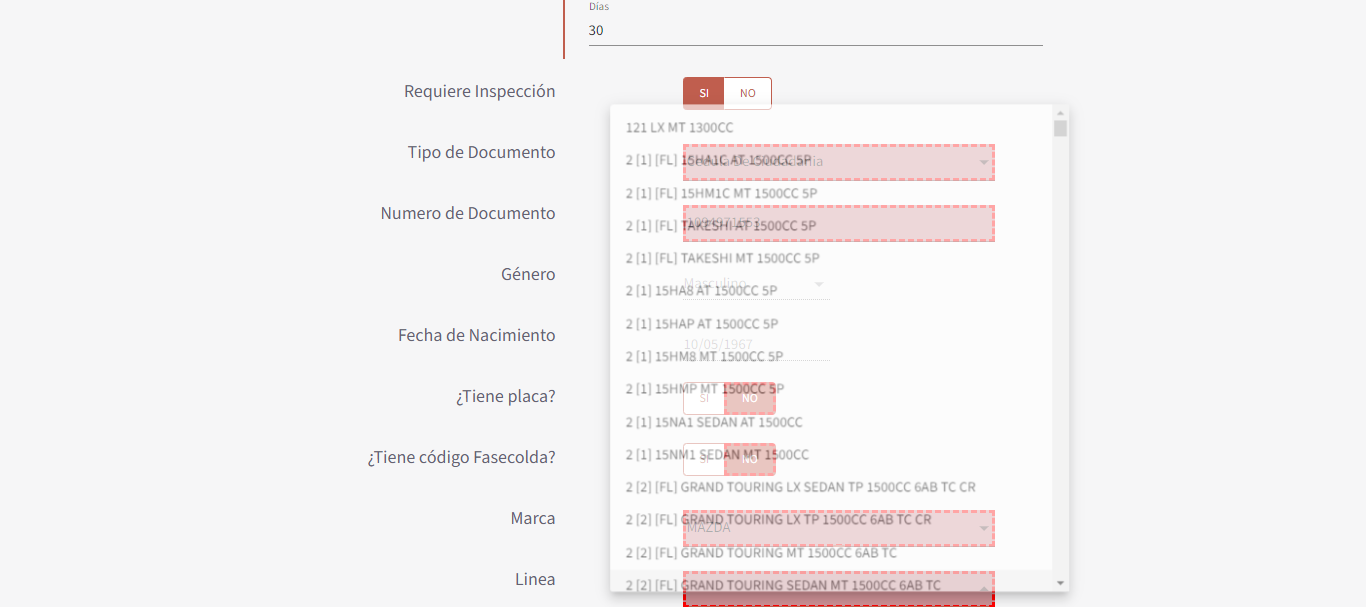 Días
30
Requiere Inspección
SI NO
121 LX MT 1300CC
Tipo de Documento
2 [1] [FL] 15HA1C AT 1500CC 5P
2 [1] [FL] 15HM1C MT 1500CC 5P
Numero de Documento
2 [1] [FL] TAKESHI AT 1500CC 5P
2 [1] [FL] TAKESHI MT 1500CC 5P
Género
Masculino
2 [1] 15HA8 AT 1500CC 5P
2 [1] 15HAP AT 1500CC 5P
Fecha de Nacimiento
10/05/1967
2 [1] 15HM8 MT 1500CC 5P
¿Tiene placa?
2 [1] 15HMP MT 1500CC 5P
SI NO
2 [1] 15NA1 SEDAN AT 1500CC
¿Tiene código Fasecolda?
2 [1] 15NM1 SEDAN MT 1500CC
SI NO
2 [2] [FL] GRAND TOURING LX SEDAN TP 1500CC 6AB TC CR
Marca
2 [2] [FL] GRAND TOURING LX TP 1500CC 6AB TC CR
MAZDA
2 [2] [FL] GRAND TOURING MT 1500CC 6AB TC
Linea
2 [2] [FL] GRAND TOURING SEDAN MT 1500CC 6AB TC